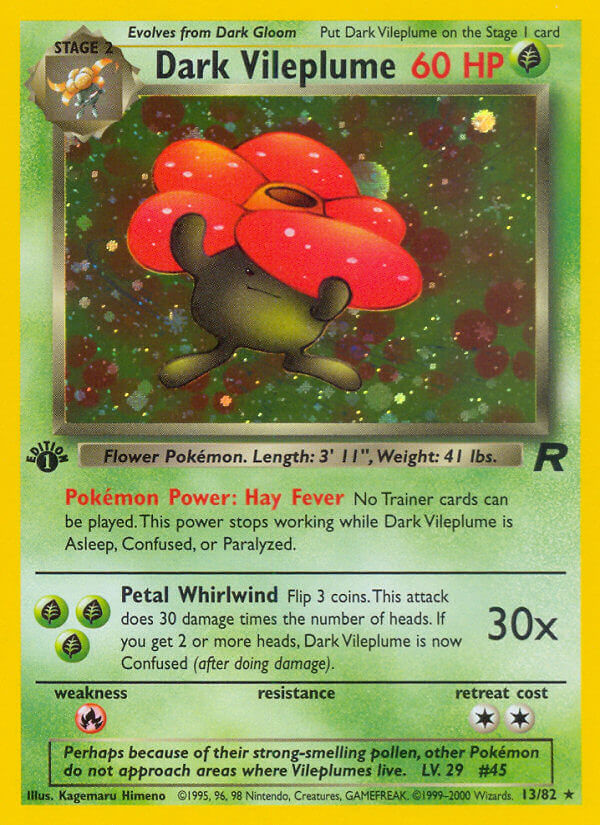 Evolves from Dark Gloom Put Dark Vileplume on the Stage 1 card
STAGE 2
Dark Vileplume 60 HP
EDITION
1
Flower Pokémon. Length: 3' 11", Weight: 41 lbs.
R
Pokémon Power: Hay Fever No Trainer cards can
be played. This power stops working while Dark Vileplume is
Asleep, Confused, or Paralyzed.
Petal Whirlwind Flip 3 coins. This attack
does 30 damage times the number of heads. If
you get 2 or more heads, Dark Vileplume is now
Confused (after doing damage).
30x
weakness resistance retreat cost
Perhaps because of their strong-smelling pollen, other Pokémon
do not approach areas where Vileplumes live. LV. 29 #45
Illus. Kagemaru Himeno ©1995, 96, 98 Nintendo, Creatures, GAMEFREAK. ©1999-2000 Wizards. 13/82 ★